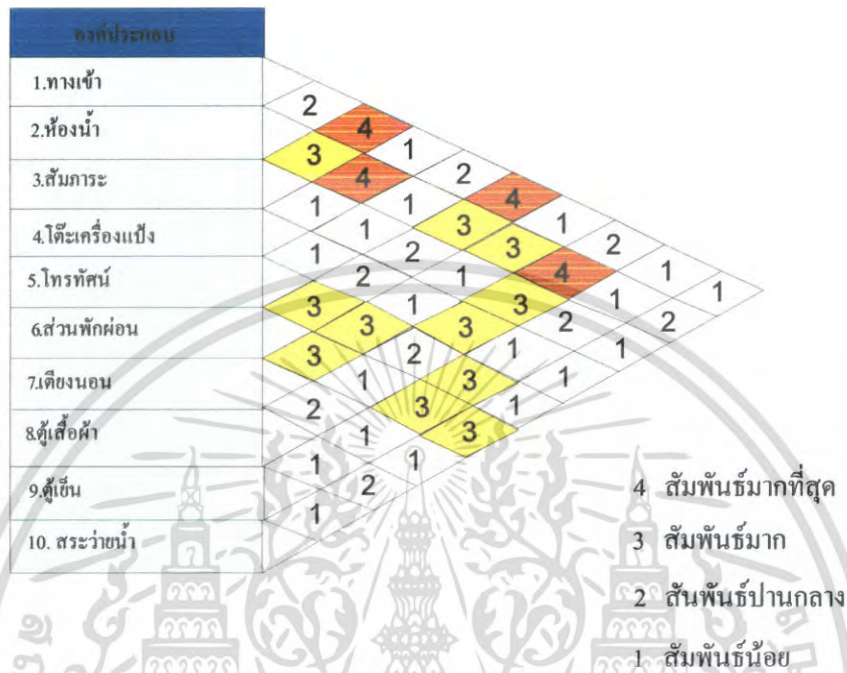 องค์ประกอบ
1.ทางเข้า
2 4 1 2 4 1 2 1 1
2.ห้องน้ำ
3 4 1 3 3 4 1 2
3.สัมภาระ
1 1 2 1 3 2 1
4.โต๊ะเครื่องแป้ง
1 2 1 3 1 1
5.โทรทัศน์
3 3 2 3 1
6.ส่วนพักผ่อน
3 1 3 3
7.เตียงนอน
2 1 1
8.ตู้เสื้อผ้า
1 2
9.ตู้เย็น
1
10. สระว่ายน้ำ
4 สัมพันธ์มากที่สุด
3 สัมพันธ์มาก
2 สันพันธ์ปานกลาง
1 สัมพันธ์น้อย